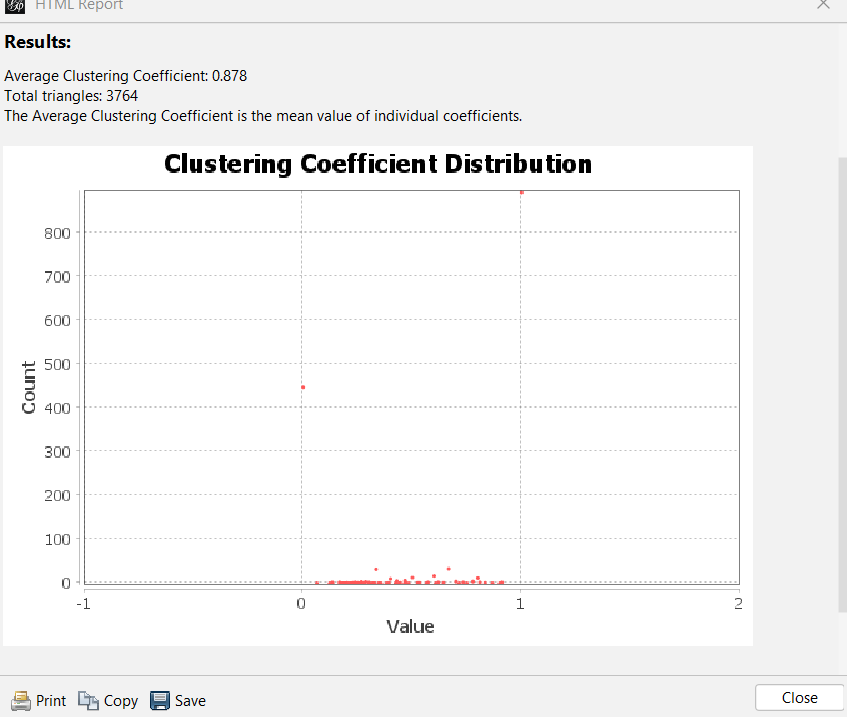 HTML Report
Results:
Average Clustering Coefficient: 0.878
Total triangles: 3764
The Average Clustering Coefficient is the mean value of individual coefficients.
Clustering Coefficient Distribution
800
700
600
500
400
300
200
100
0
Count
-1 0 1 2
Value
Print Copy Save Close